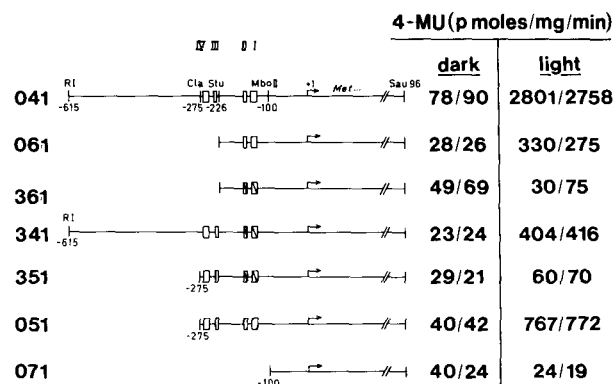 4-MU(p moles/mg/min)
IV III II I
dark light
RI Cla Stu MboII +1 Met... Sau96
041 78/90 2801/2758
-615 -275 -226 -100
061 28/26 330/275
361 49/69 30/75
RI
341 23/24 404/416
-615
351 29/21 60/70
-275
051 40/42 767/772
-275
071 40/24 24/19
-100